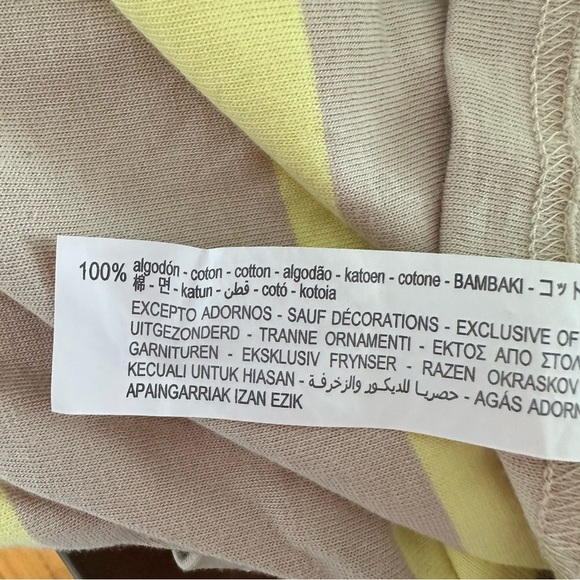 100% algodón - coton - cotton - algodão - katoen - cotone - BAMBAKI - コット
棉 - 면 - katun - قطن - cotó - kotoia
EXCEPTO ADORNOS - SAUF DÉCORATIONS - EXCLUSIVE OF
UITGEZONDERD - TRANNE ORNAMENTI - ΕΚΤΟΣ ΑΠΟ ΣΤΟΛ
GARNITUREN - EKSKLUSIV FRYNSER - RAZEN OKRASKOV
KECUALI UNTUK HIASAN - حصريا للديكور والزخرفة - AGÁS ADORN
APAINGARRIAK IZAN EZIK